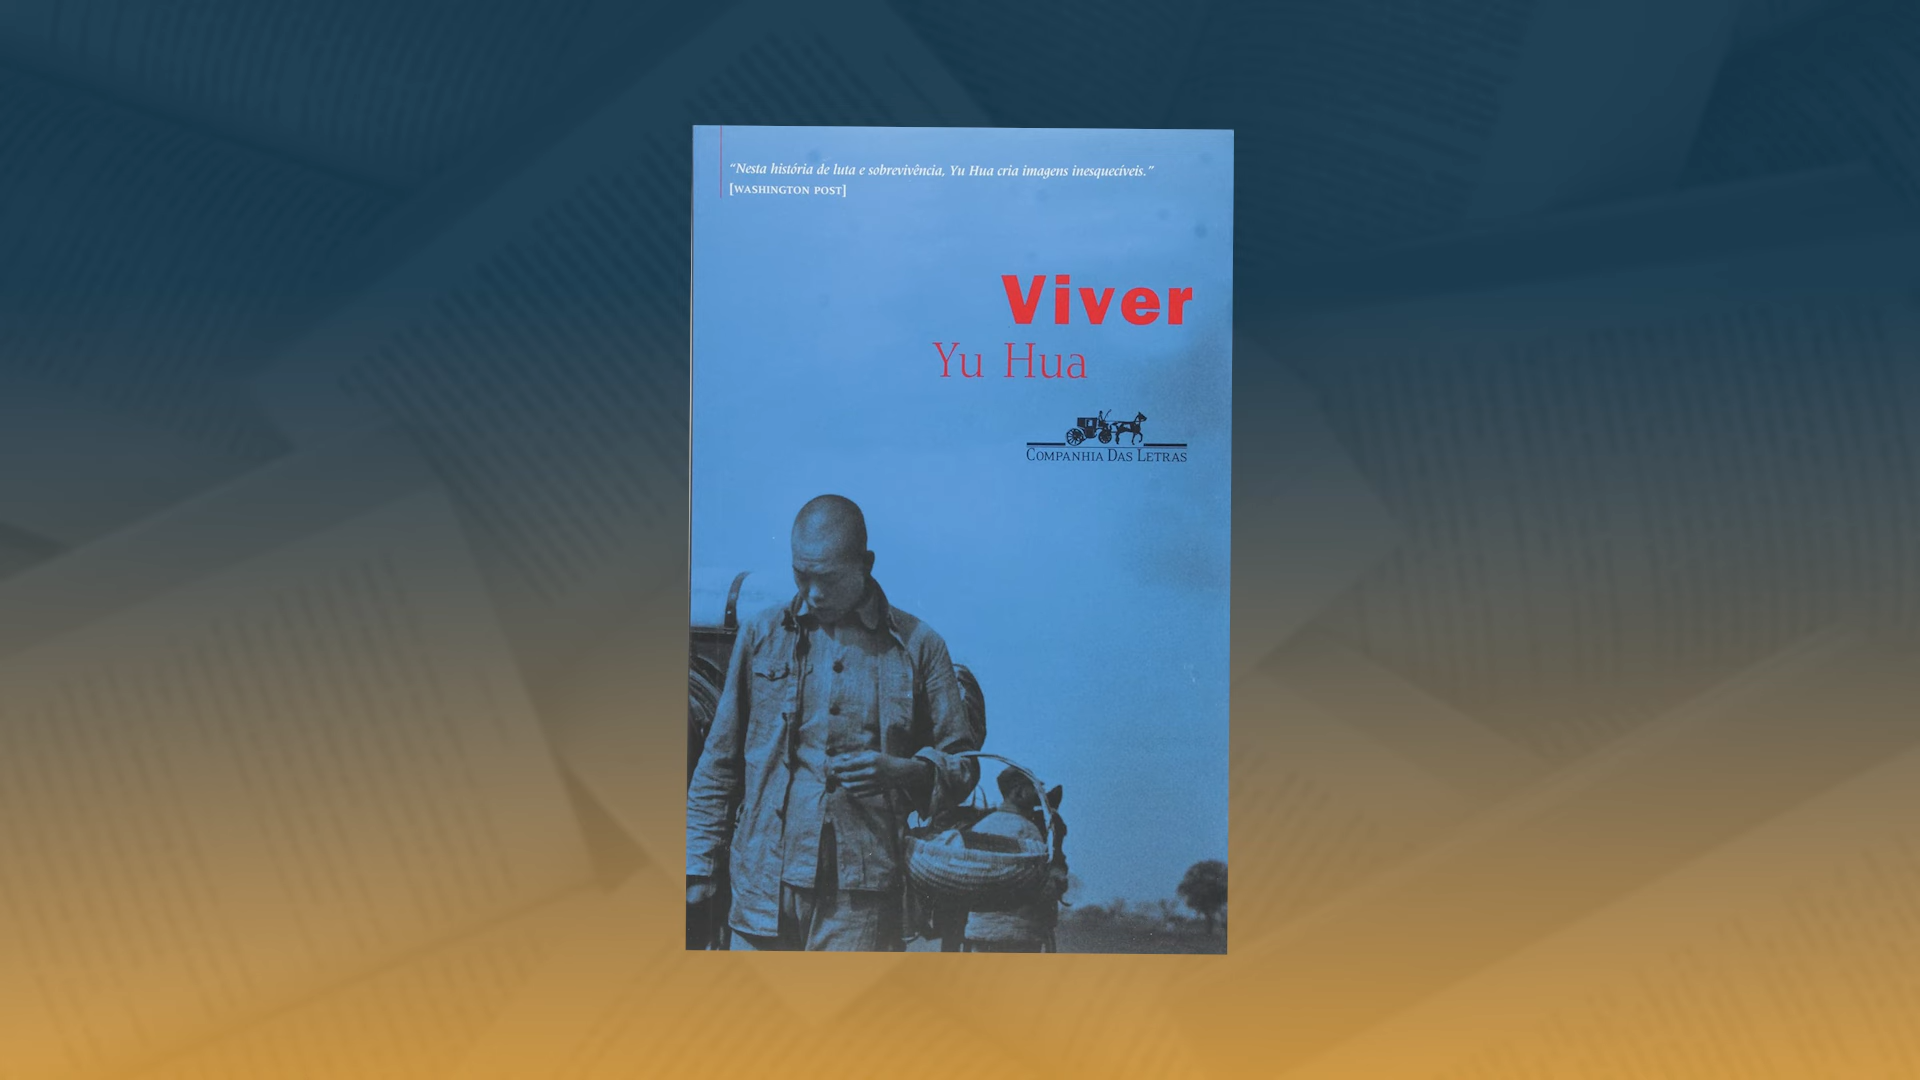 “Nesta história de luta e sobrevivência, Yu Hua cria imagens inesquecíveis.”
[WASHINGTON POST]
Viver
Yu Hua
COMPANHIA DAS LETRAS